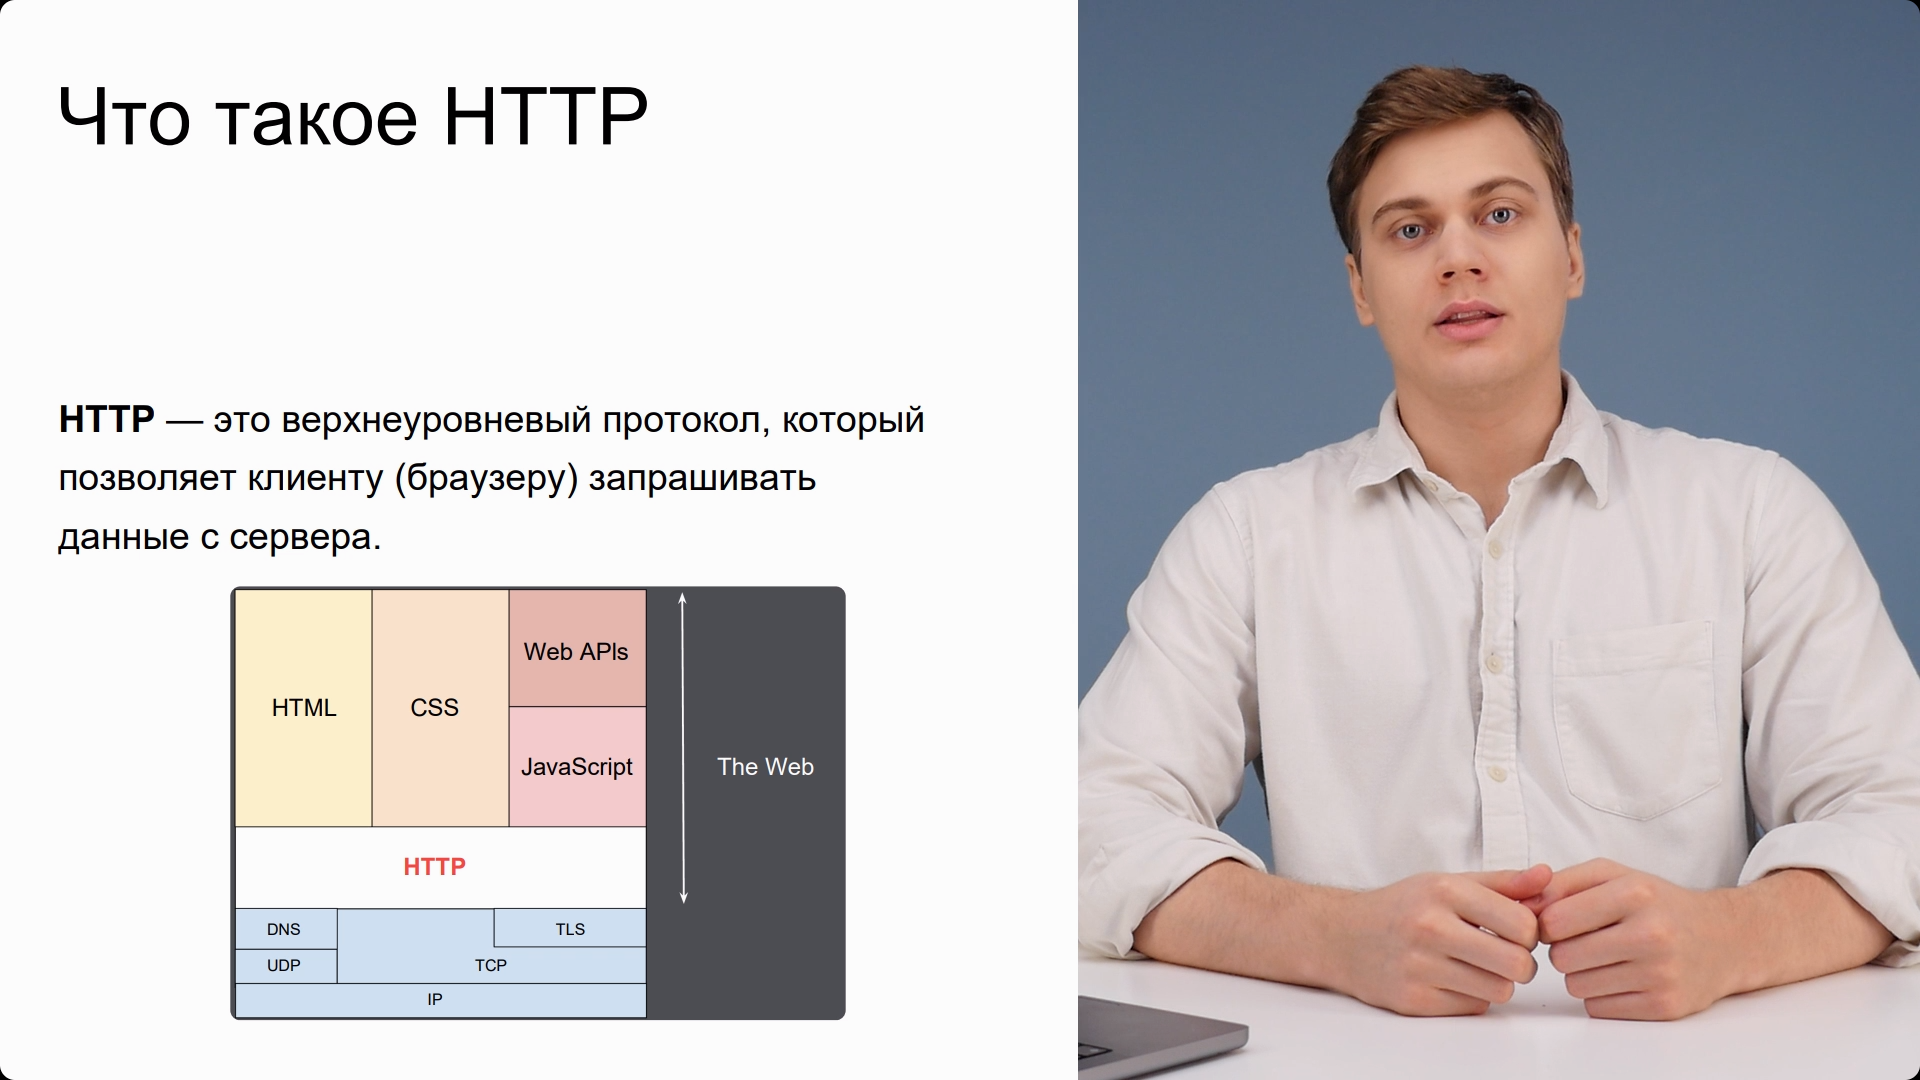 Что такое HTTP
HTTP — это верхнеуровневый протокол, который
позволяет клиенту (браузеру) запрашивать
данные с сервера.
Web APIs
HTML
CSS
JavaScript
The Web
HTTP
DNS
TLS
UDP
TCP
IP